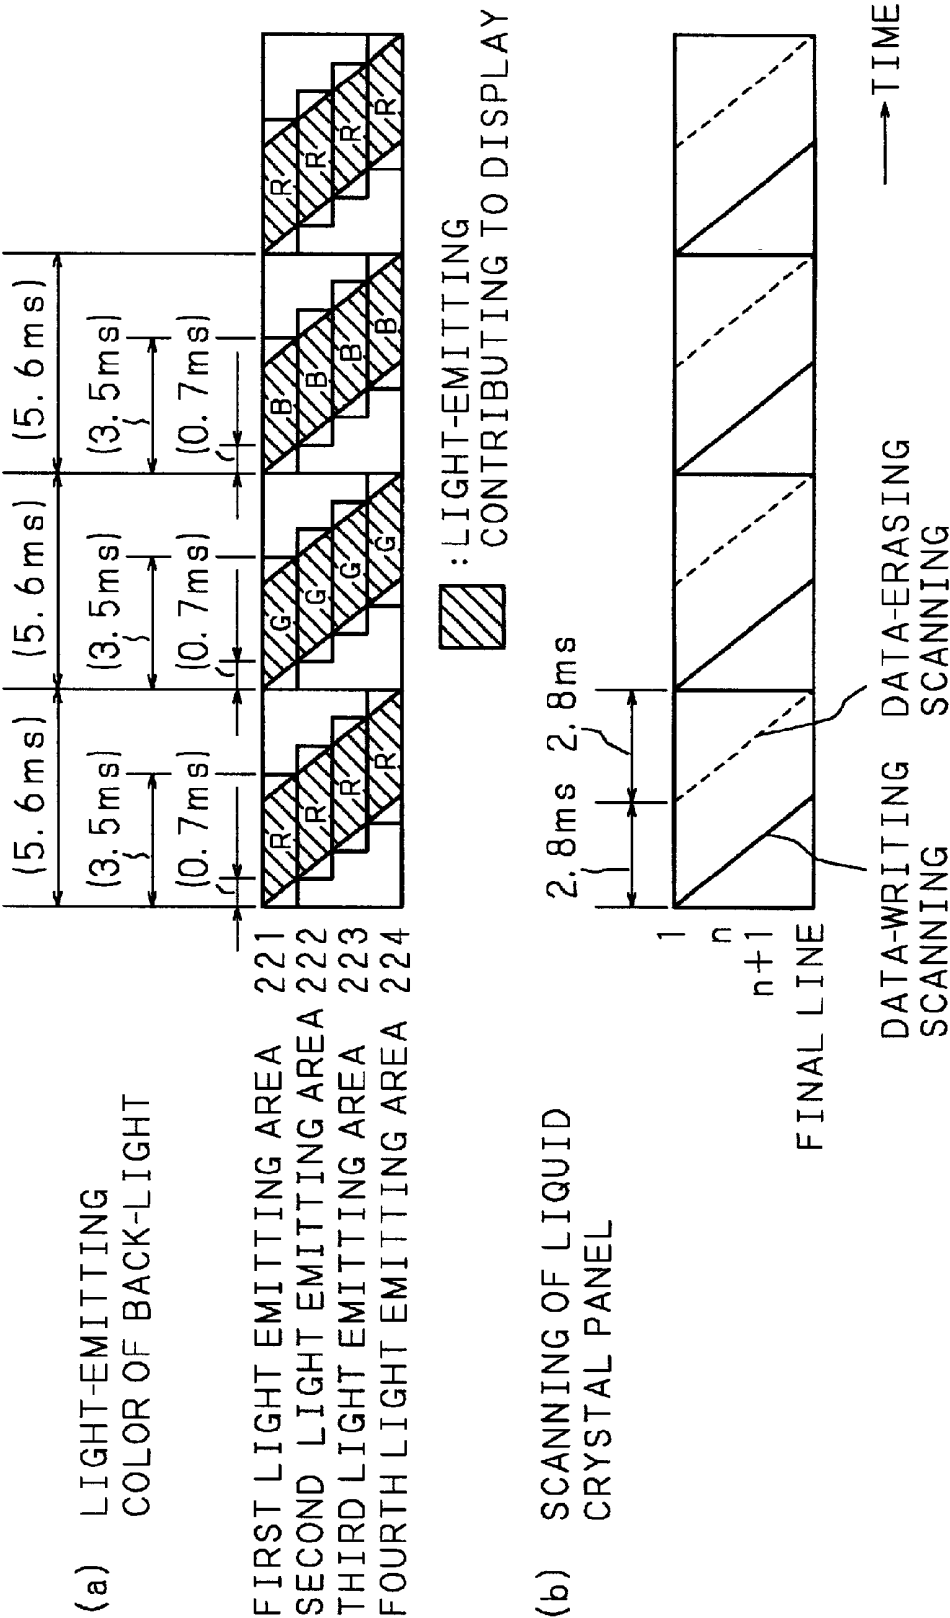 (a) LIGHT-EMITTING
COLOR OF BACK-LIGHT
(5.6ms) (5.6ms) (5.6ms)
(3.5ms) (3.5ms) (3.5ms)
(0.7ms) (0.7ms) (0.7ms)
FIRST LIGHT EMITTING AREA 221 R G B R
SECOND LIGHT EMITTING AREA 222 R G B R
THIRD LIGHT EMITTING AREA 223 R G B R
FOURTH LIGHT EMITTING AREA 224 R G B R
: LIGHT-EMITTING
CONTRIBUTING TO DISPLAY
(b) SCANNING OF LIQUID
CRYSTAL PANEL
2.8ms 2.8ms
1
n
n+1
FINAL LINE
DATA-WRITING
SCANNING
DATA-ERASING
SCANNING
TIME